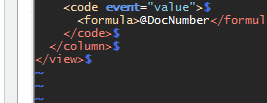 <code event="value">$
<formula>@DocNumber</formul
</code>$
</column>$
</view>$
~
~
~